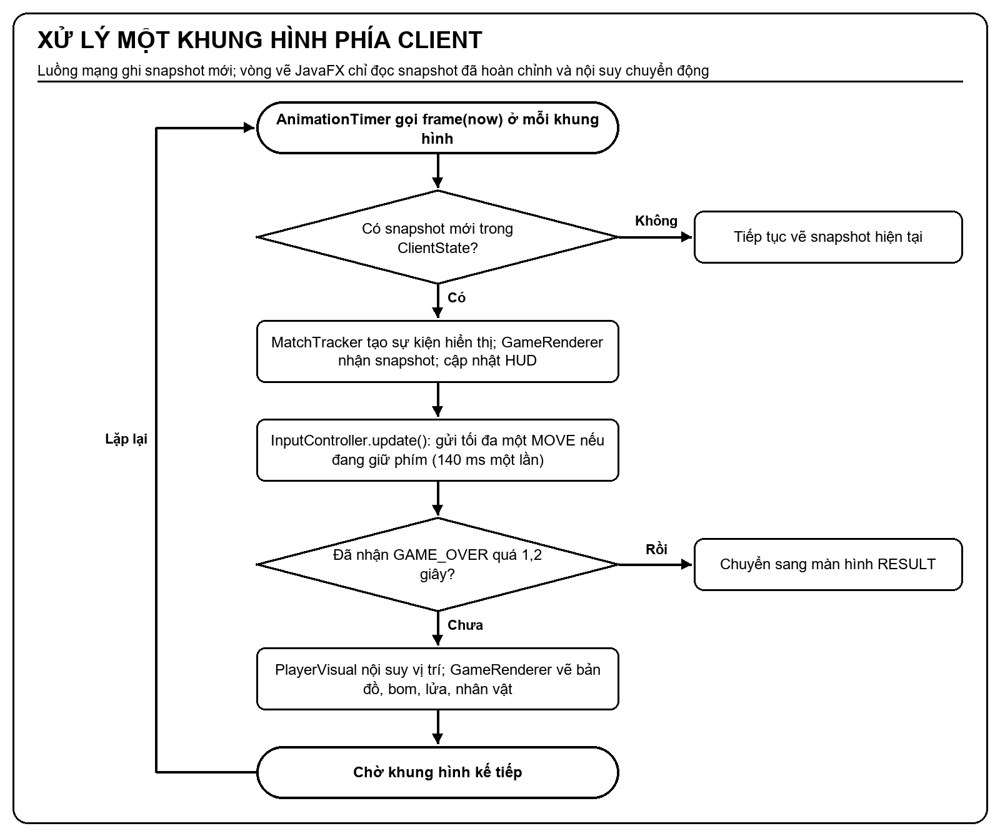 XỬ LÝ MỘT KHUNG HÌNH PHÍA CLIENT
Luồng mạng ghi snapshot mới; vòng vẽ JavaFX chỉ đọc snapshot đã hoàn chỉnh và nội suy chuyển động
AnimationTimer gọi frame(now) ở mỗi khung
hình
Có snapshot mới trong
ClientState?
Không
Tiếp tục vẽ snapshot hiện tại
Có
MatchTracker tạo sự kiện hiển thị; GameRenderer
nhận snapshot; cập nhật HUD
Lặp lại
InputController.update(): gửi tối đa một MOVE nếu
đang giữ phím (140 ms một lần)
Đã nhận GAME_OVER quá 1,2
giây?
Rồi
Chuyển sang màn hình RESULT
Chưa
PlayerVisual nội suy vị trí; GameRenderer vẽ bản
đồ, bom, lửa, nhân vật
Chờ khung hình kế tiếp